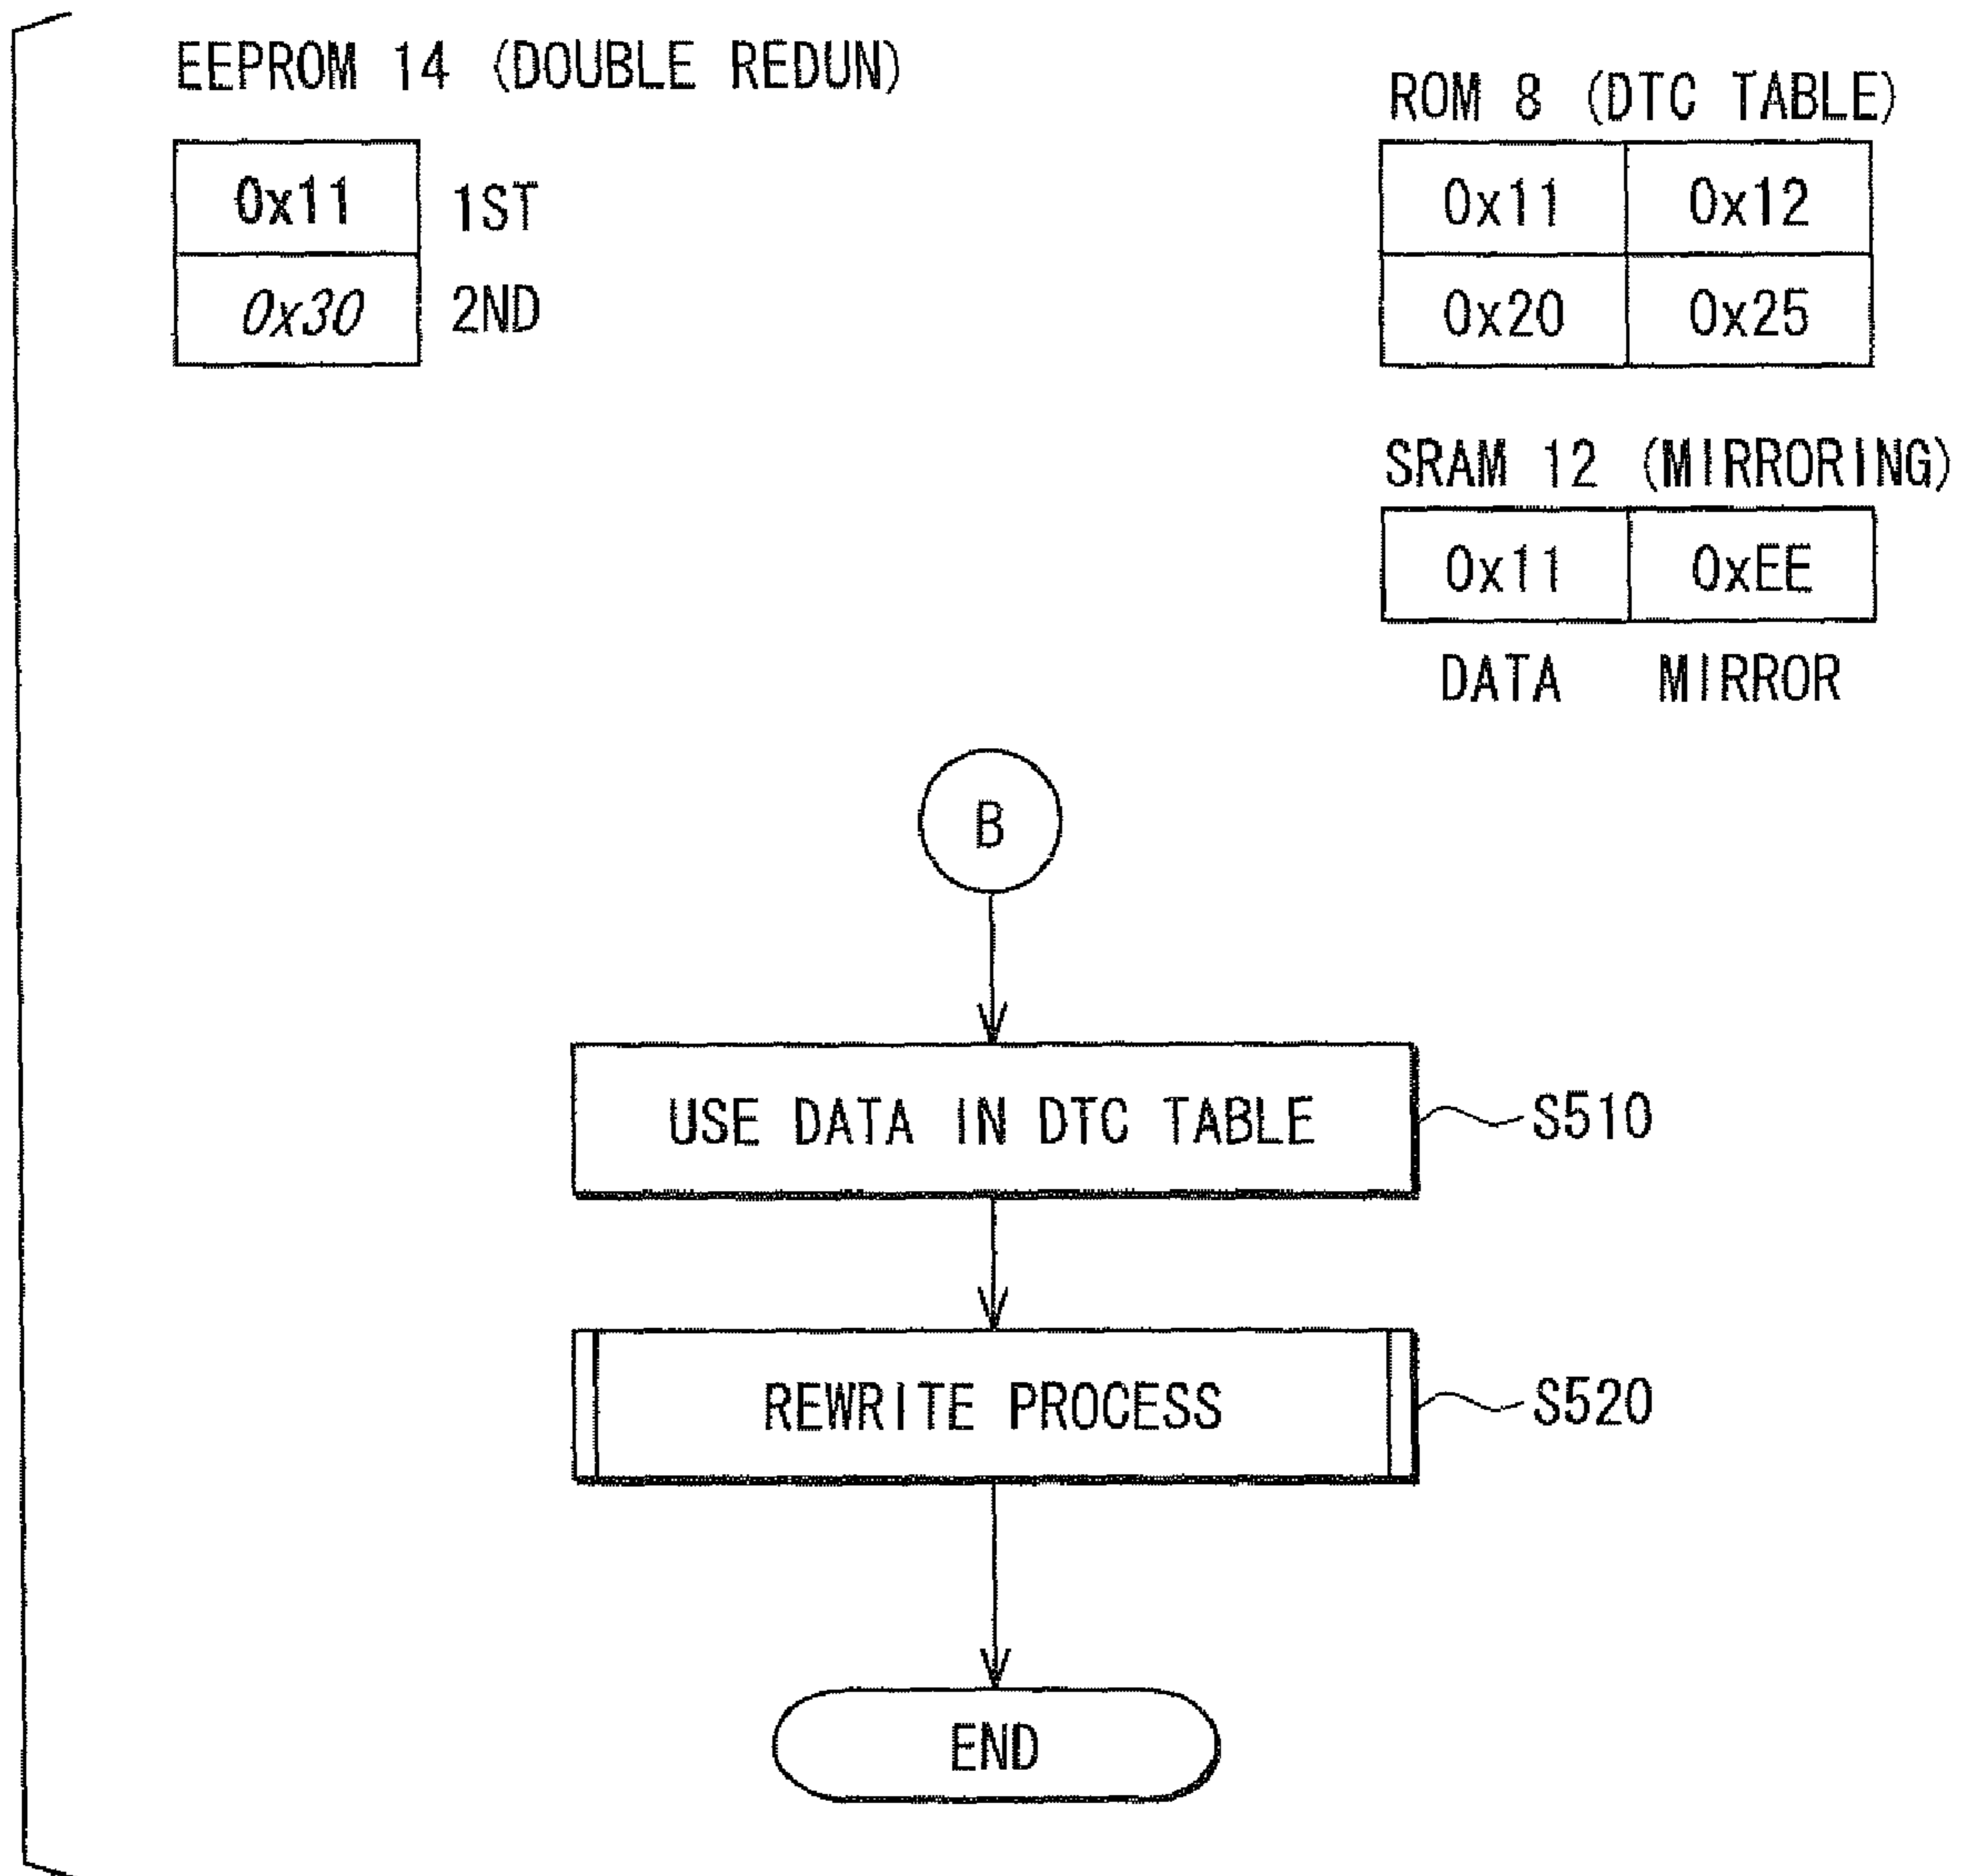 EEPROM 14 (DOUBLE REDUN)
0x11 1ST
0x30 2ND
ROM 8 (DTC TABLE)
0x11 0x12
0x20 0x25
SRAM 12 (MIRRORING)
0x11 0xEE
DATA MIRROR
B
USE DATA IN DTC TABLE S510
REWRITE PROCESS S520
END